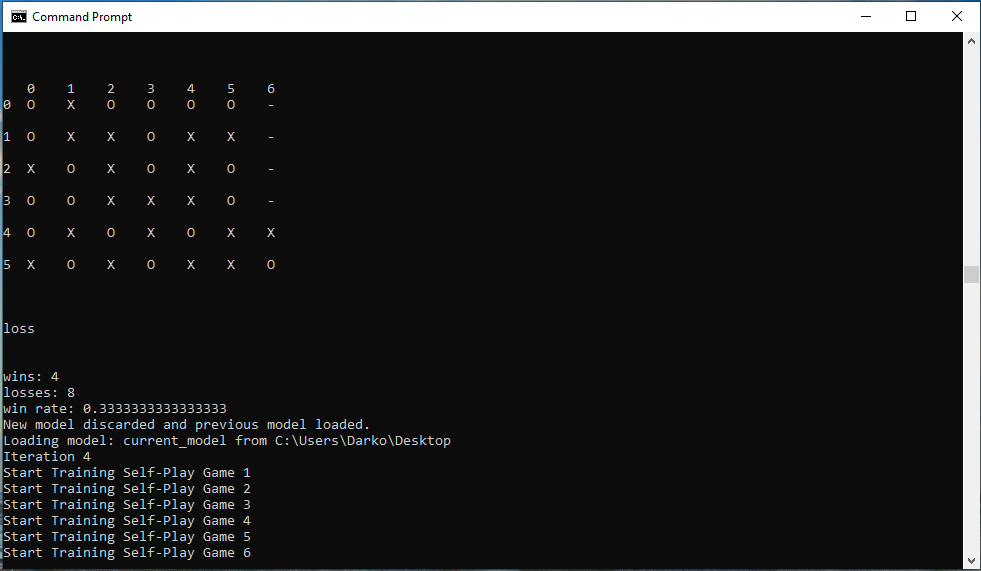 Command Prompt
0 1 2 3 4 5 6
0 O X O O O O -
1 O X X O X X -
2 X O X O X O -
3 O O X X X O -
4 O X O X O X X
5 X O X O X X O
loss
wins: 4
losses: 8
win rate: 0.3333333333333333
New model discarded and previous model loaded.
Loading model: current_model from C:\Users\Darko\Desktop
Iteration 4
Start Training Self-Play Game 1
Start Training Self-Play Game 2
Start Training Self-Play Game 3
Start Training Self-Play Game 4
Start Training Self-Play Game 5
Start Training Self-Play Game 6